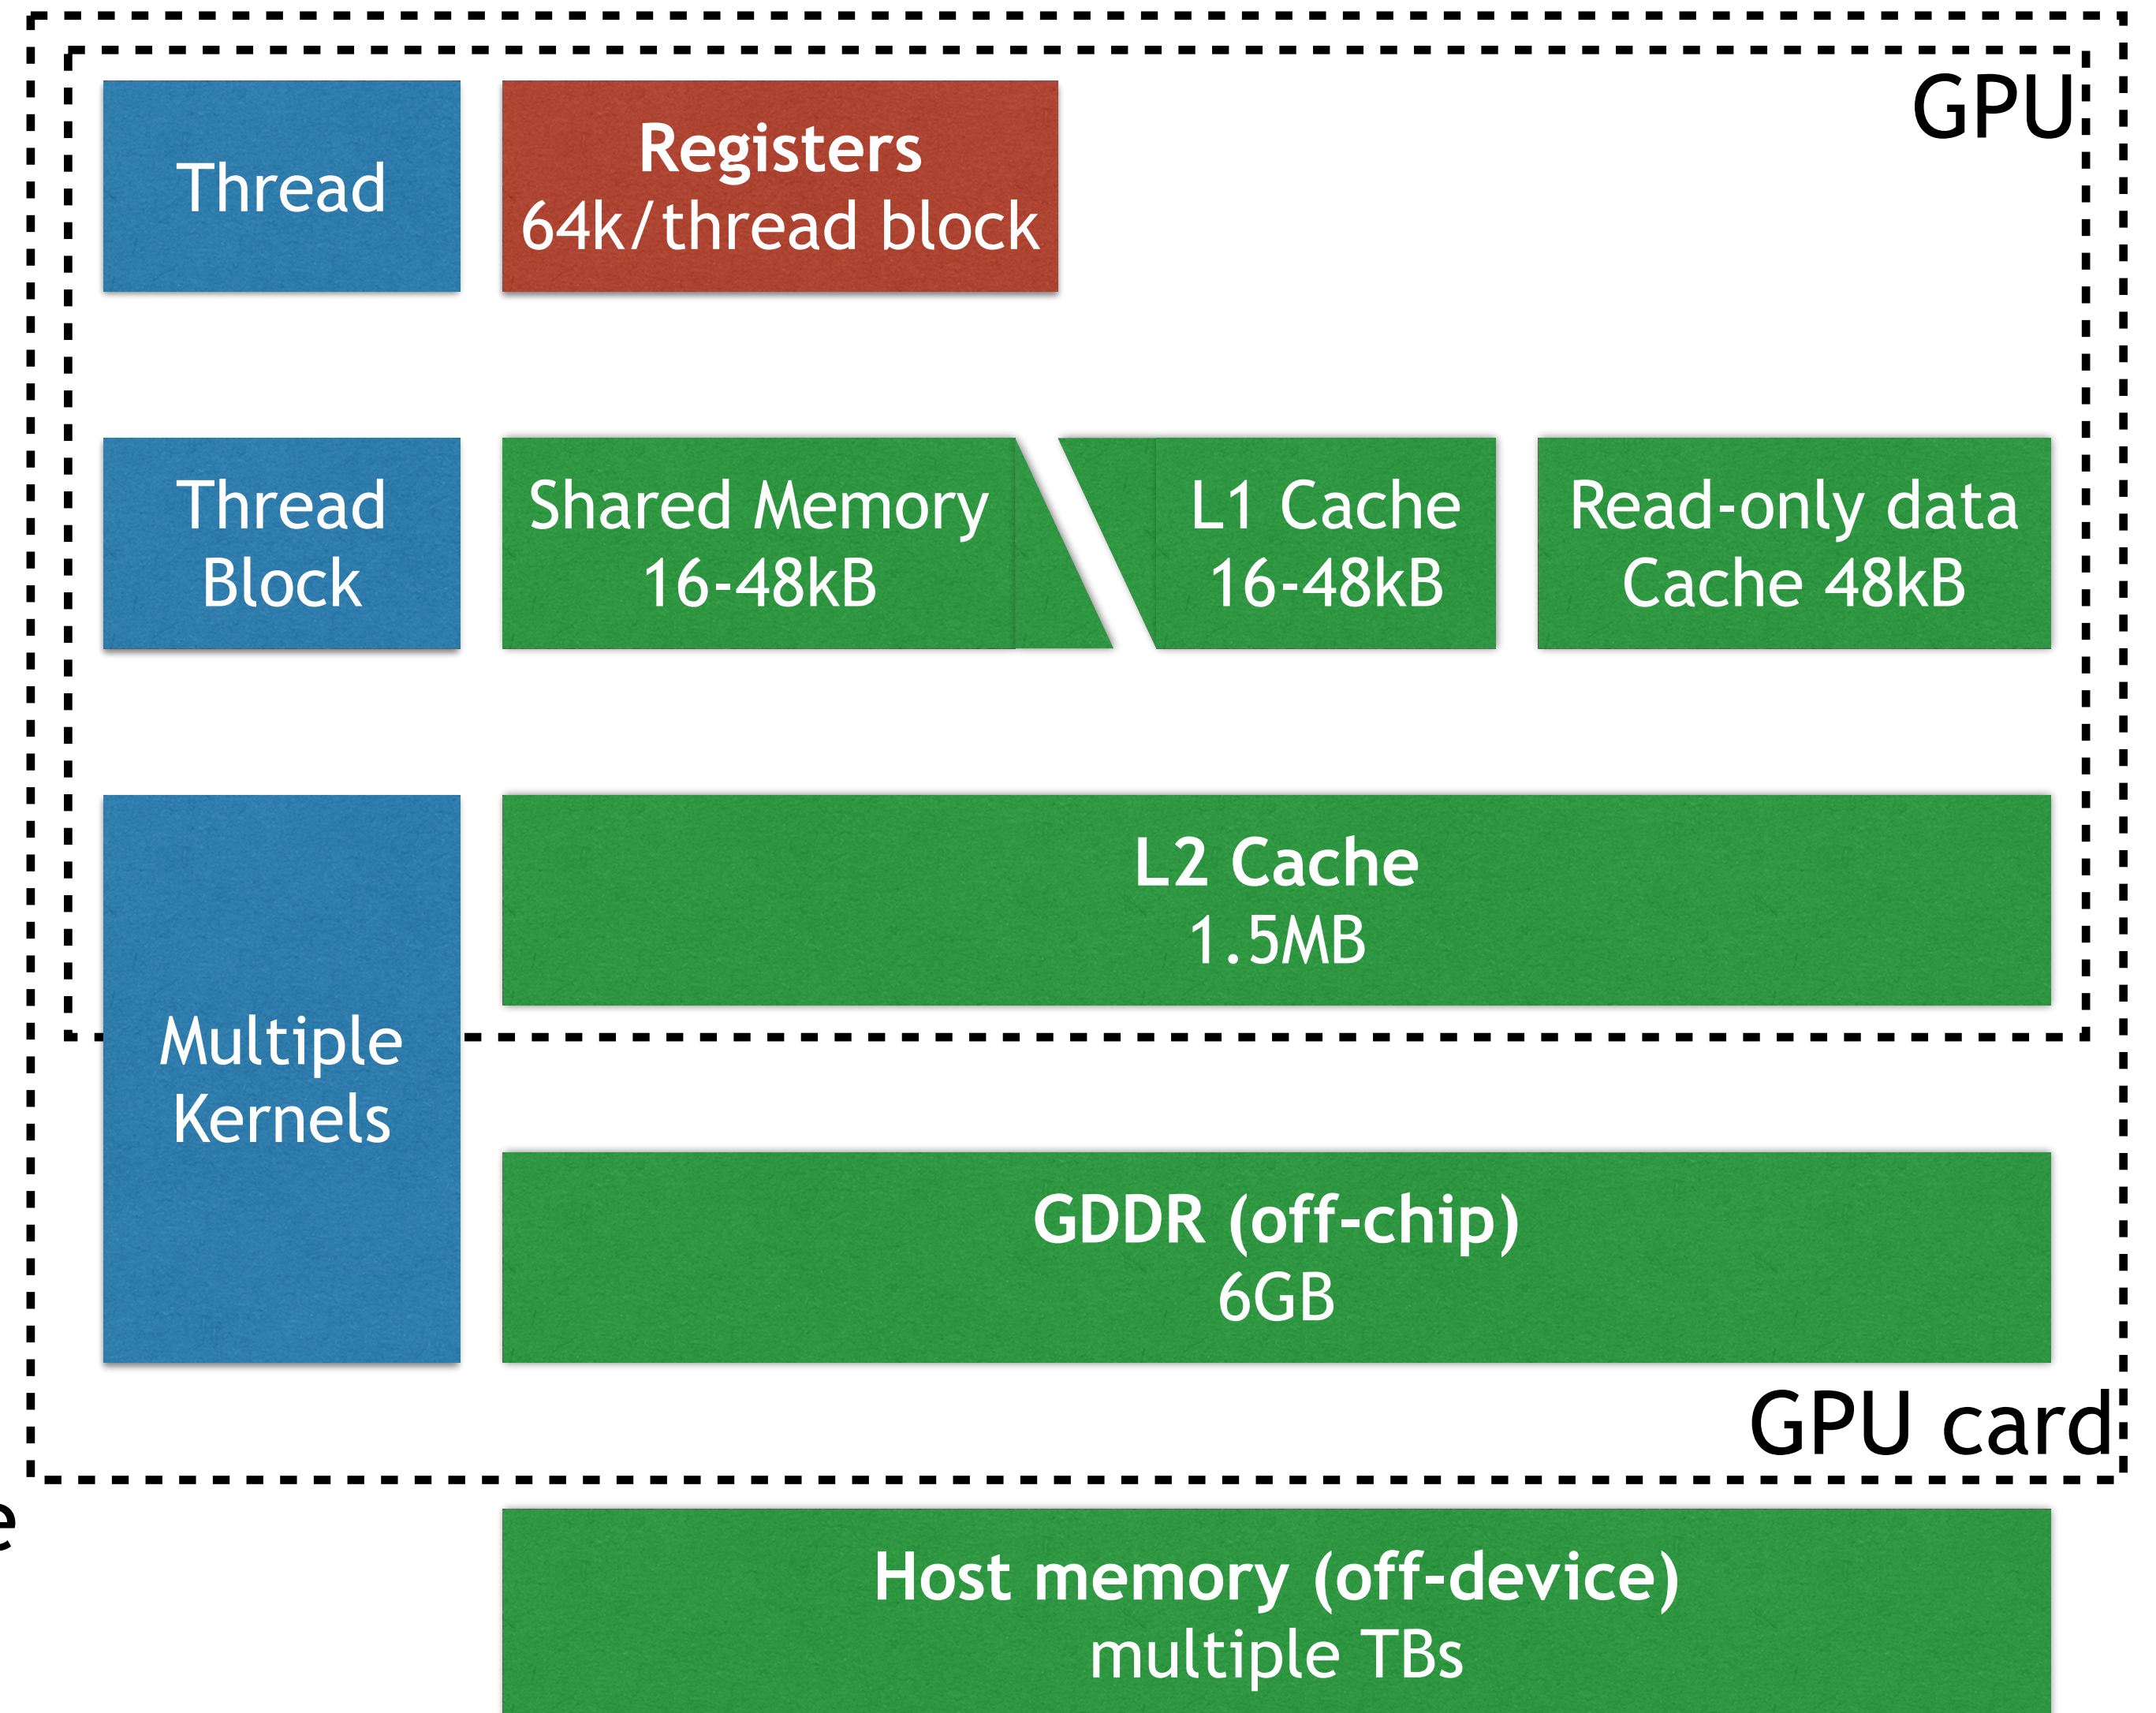 GPU
Thread
Registers
64k/thread block
Thread
Block
Shared Memory
16-48kB
L1 Cache
16-48kB
Read-only data
Cache 48kB
L2 Cache
1.5MB
Multiple
Kernels
GDDR (off-chip)
6GB
GPU card
Host memory (off-device)
multiple TBs